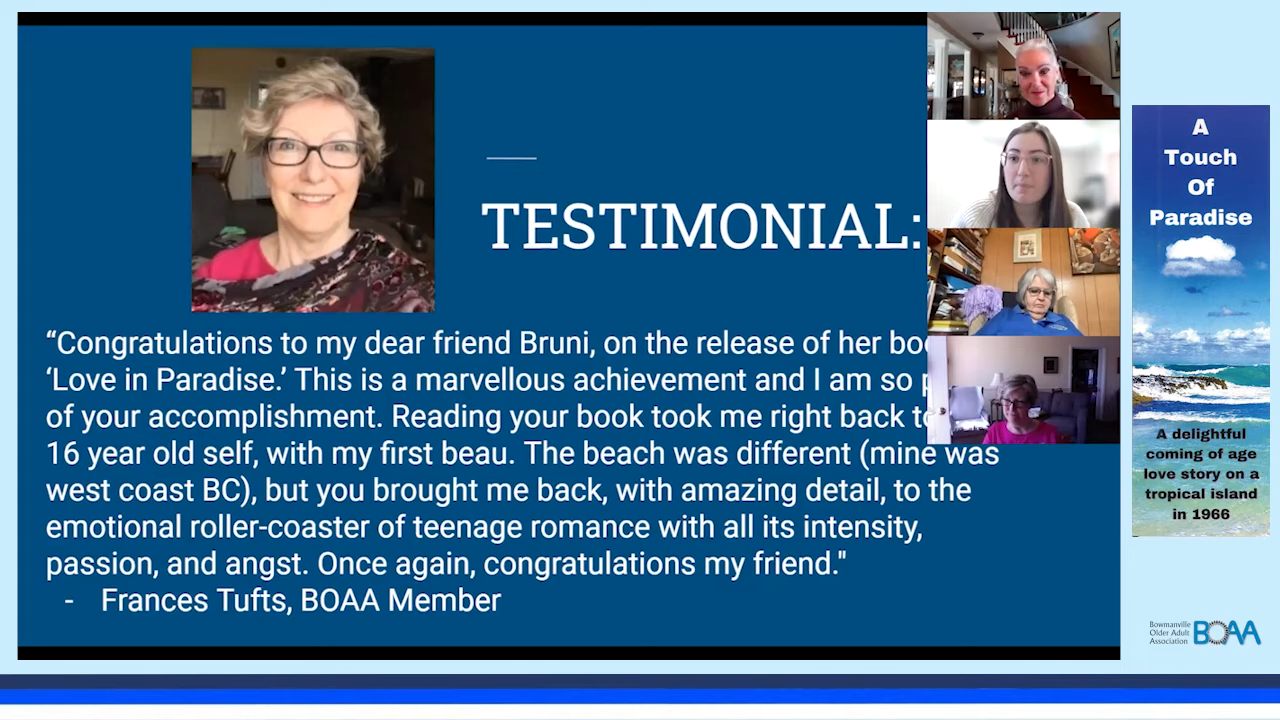 TESTIMONIAL:
“Congratulations to my dear friend Bruni, on the release of her
‘Love in Paradise.’ This is a marvellous achievement and I am so
of your accomplishment. Reading your book took me right back
16 year old self, with my first beau. The beach was different (mine was
west coast BC), but you brought me back, with amazing detail, to the
emotional roller-coaster of teenage romance with all its intensity,
passion, and angst. Once again, congratulations my friend."
- Frances Tufts, BOAA Member
A
Touch
Of
Paradise
A delightful
coming of age
love story on a
tropical island
in 1966
Bowmanville
Older Adult
Association
BOAA